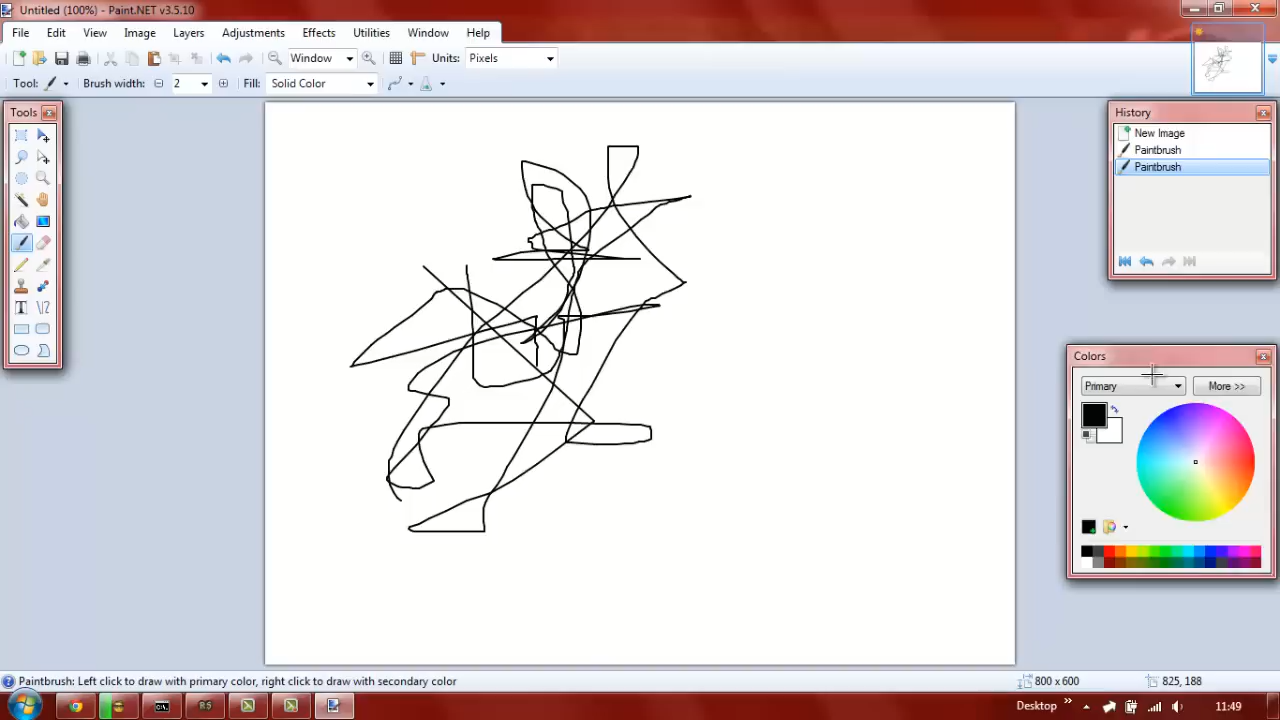 Untitled (100%) - Paint.NET v3.5.10
File Edit View Image Layers Adjustments Effects Utilities Window Help
Window Units: Pixels
Tool: Brush width: 2 Fill: Solid Color
Tools
History
New Image
Paintbrush
Paintbrush
Colors
Primary More >>
Paintbrush: Left click to draw with primary color, right click to draw with secondary color 800 x 600 825, 188
Desktop 11:49